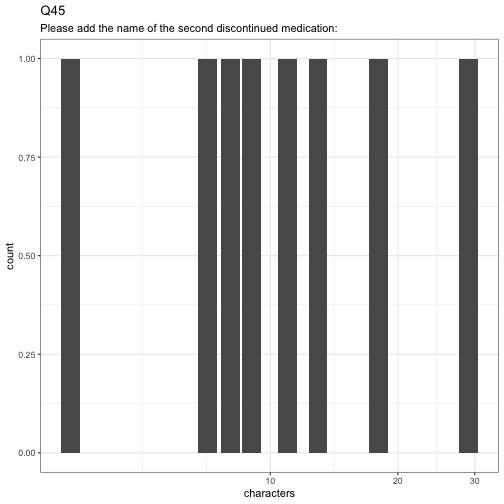 Q45
Please add the name of the second discontinued medication:
1.00
0.75
0.50
0.25
0.00
count
10
20
30
characters